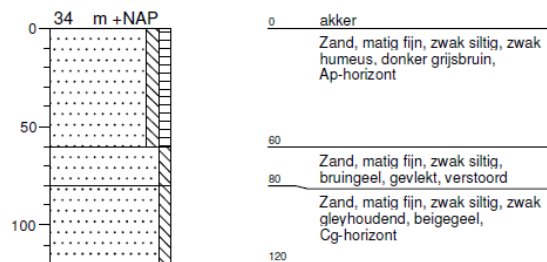 34 m +NAP
0
50
100
0 akker
Zand, matig fijn, zwak siltig, zwak
humeus, donker grijsbruin,
Ap-horizont
60
Zand, matig fijn, zwak siltig,
bruingeel, gevlekt, verstoord
80
Zand, matig fijn, zwak siltig, zwak
gleyhoudend, beigegeel,
Cg-horizont
120